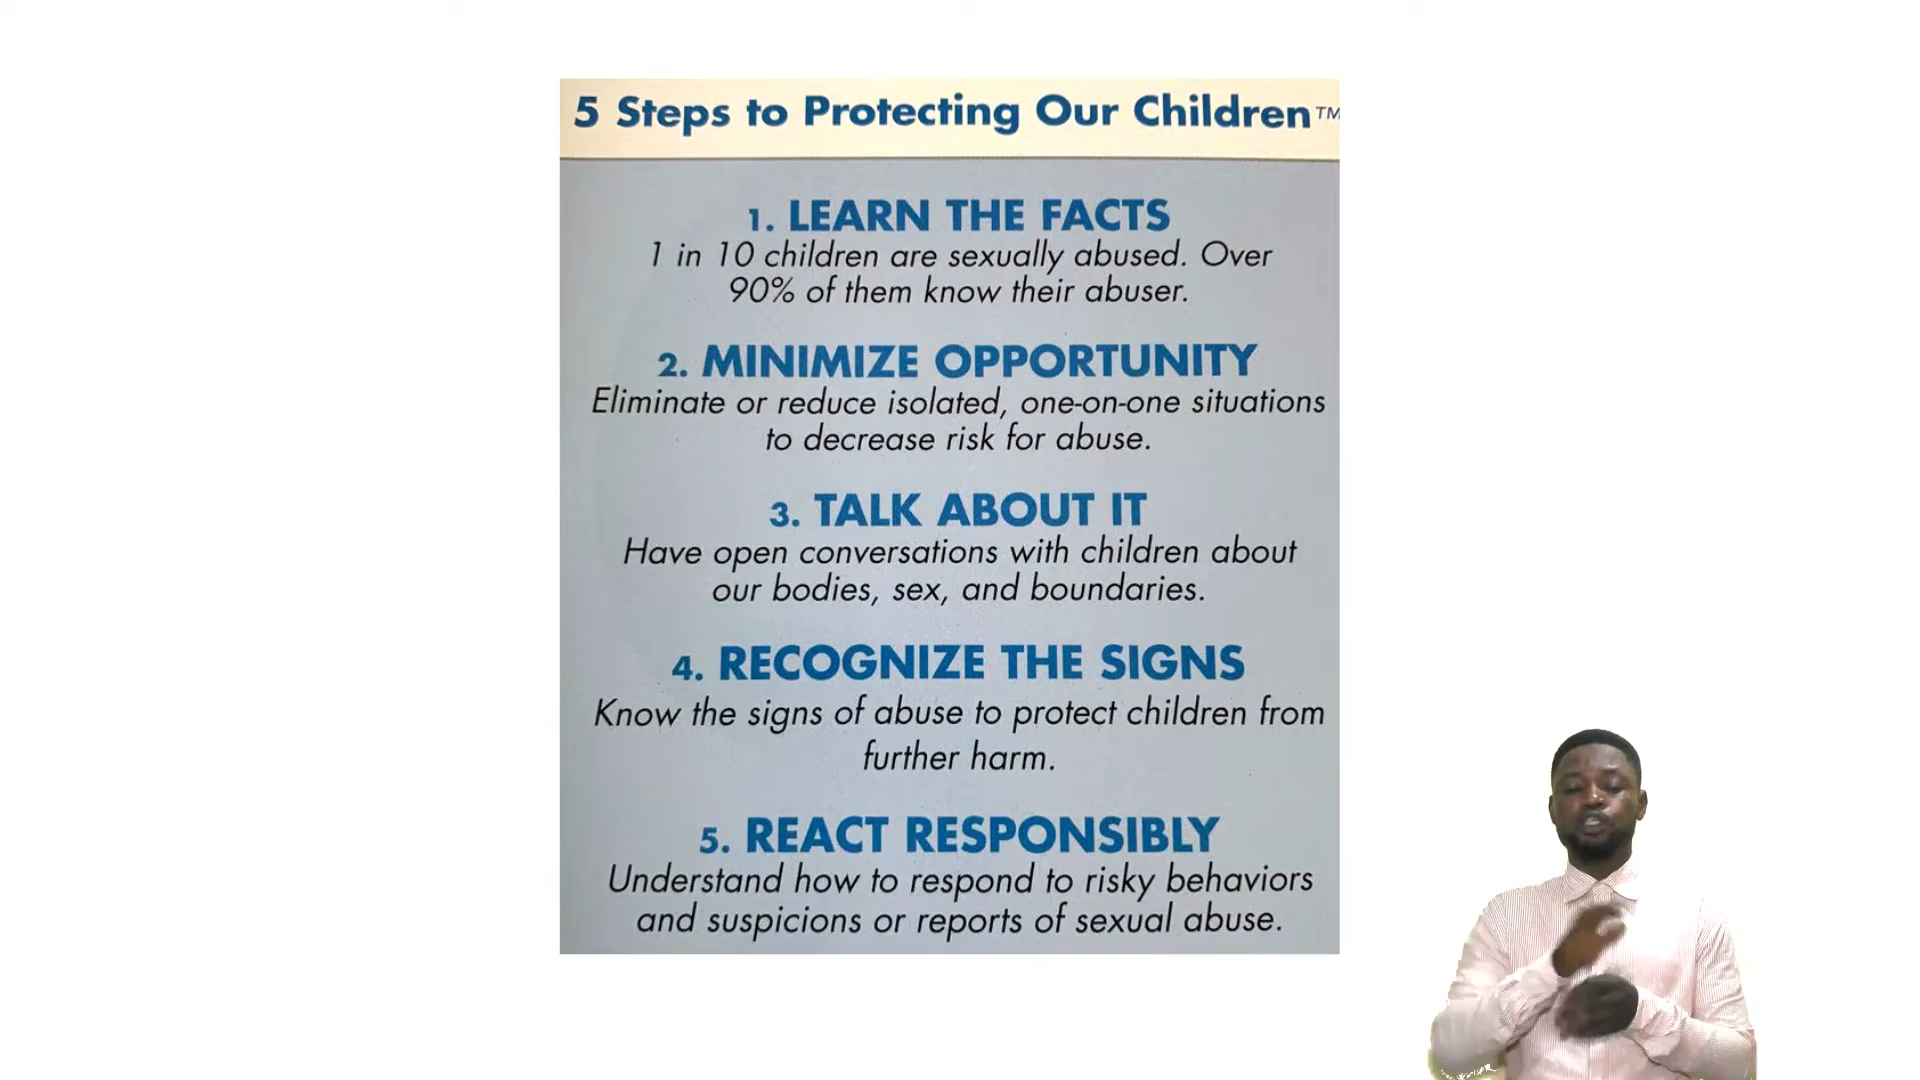 5 Steps to Protecting Our Children™
1. LEARN THE FACTS
1 in 10 children are sexually abused. Over
90% of them know their abuser.
2. MINIMIZE OPPORTUNITY
Eliminate or reduce isolated, one-on-one situations
to decrease risk for abuse.
3. TALK ABOUT IT
Have open conversations with children about
our bodies, sex, and boundaries.
4. RECOGNIZE THE SIGNS
Know the signs of abuse to protect children from
further harm.
5. REACT RESPONSIBLY
Understand how to respond to risky behaviors
and suspicions or reports of sexual abuse.